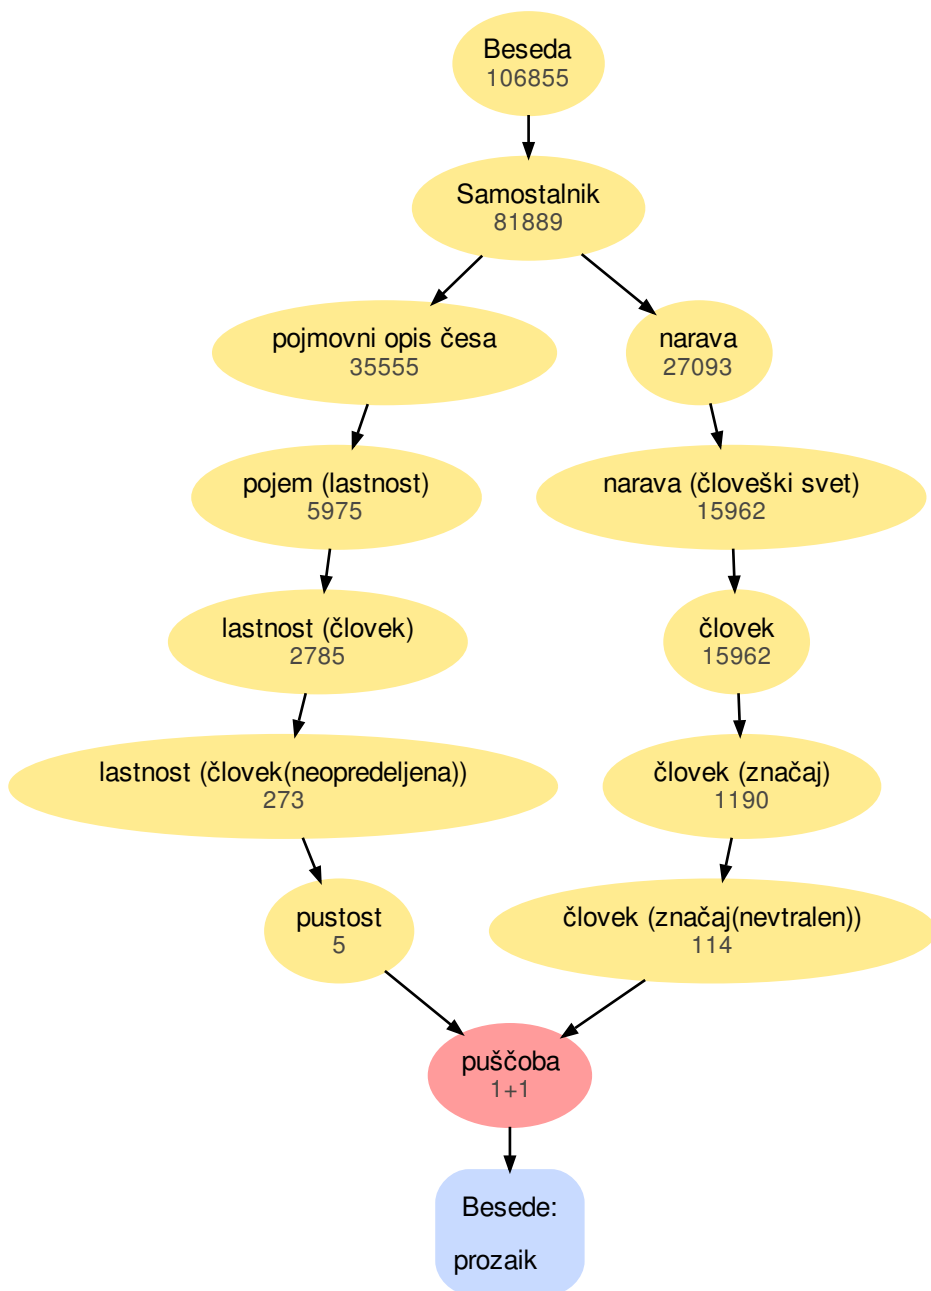 Beseda
106855
Samostalnik
81889
pojmovni opis česa
35555
narava
27093
pojem (lastnost)
5975
narava (človeški svet)
15962
lastnost (človek)
2785
človek
15962
lastnost (človek(neopredeljena))
273
človek (značaj)
1190
pustost
5
človek (značaj(nevtralen))
114
puščoba
1+1
Besede:
prozaik